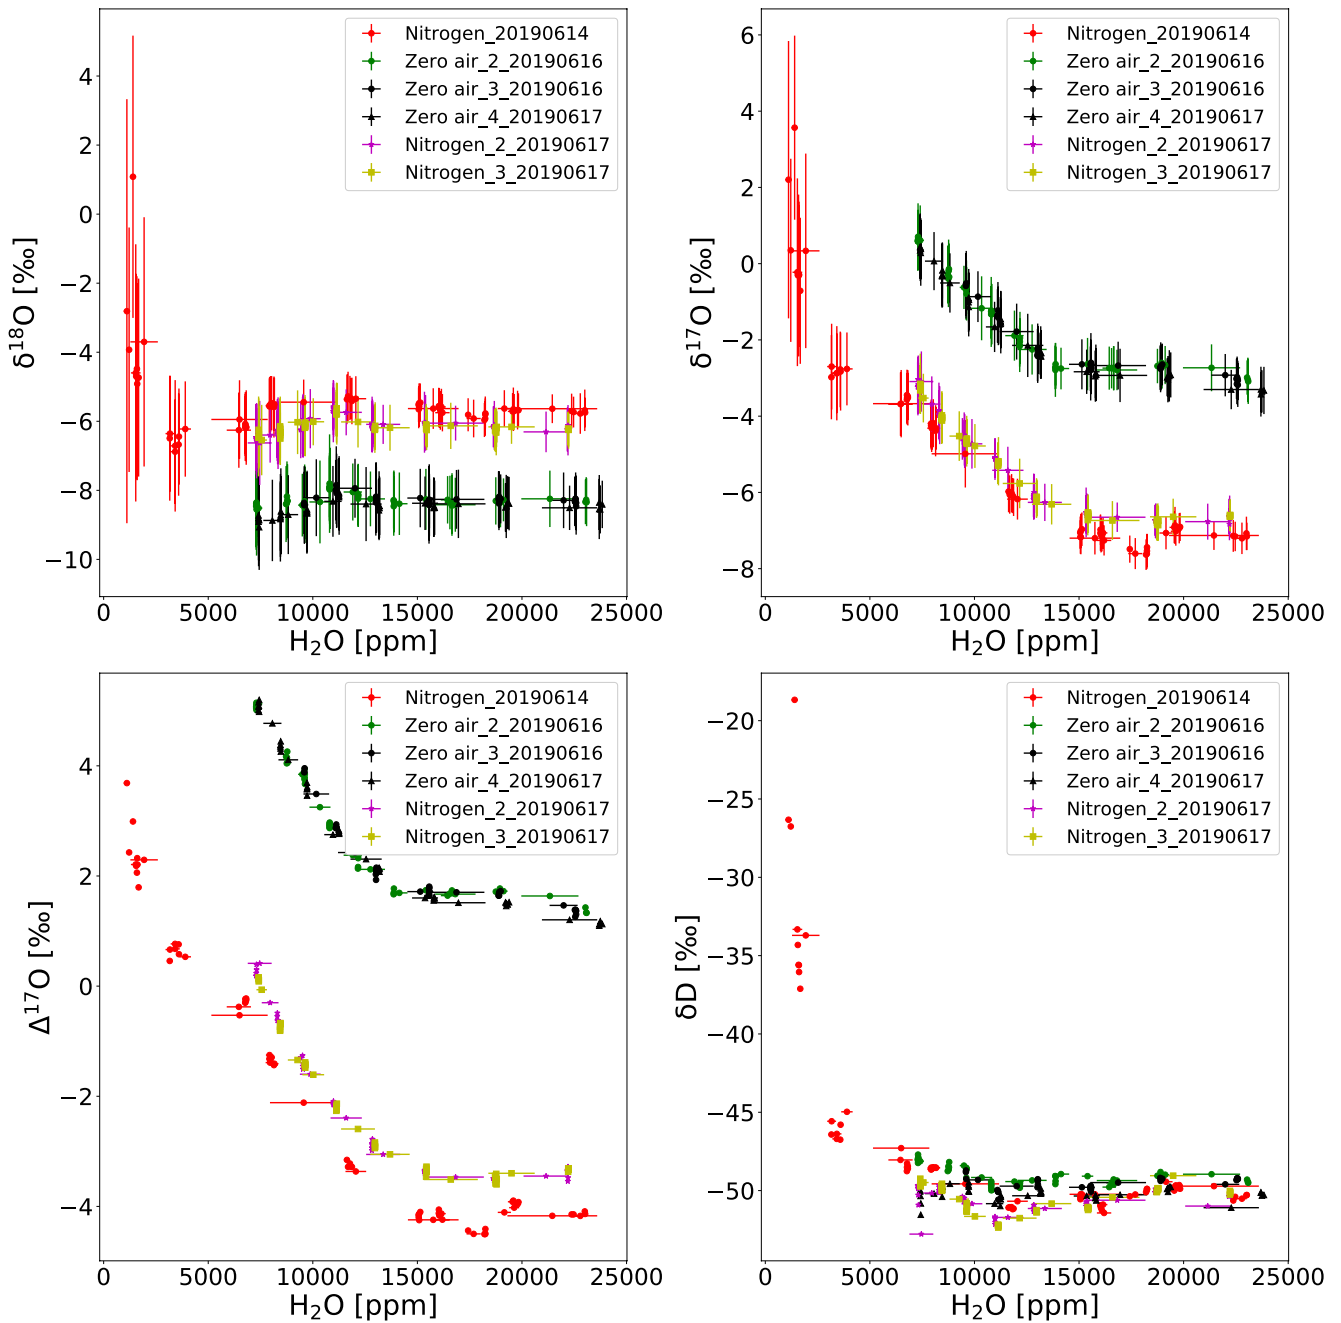 δ¹⁸O [‰]
4
2
0
−2
−4
−6
−8
−10
Nitrogen_20190614
Zero air_2_20190616
Zero air_3_20190616
Zero air_4_20190617
Nitrogen_2_20190617
Nitrogen_3_20190617
0 5000 10000 15000 20000 25000
H₂O [ppm]
δ¹⁷O [‰]
6
4
2
0
−2
−4
−6
−8
Nitrogen_20190614
Zero air_2_20190616
Zero air_3_20190616
Zero air_4_20190617
Nitrogen_2_20190617
Nitrogen_3_20190617
0 5000 10000 15000 20000 25000
H₂O [ppm]
Δ¹⁷O [‰]
4
2
0
−2
−4
Nitrogen_20190614
Zero air_2_20190616
Zero air_3_20190616
Zero air_4_20190617
Nitrogen_2_20190617
Nitrogen_3_20190617
0 5000 10000 15000 20000 25000
H₂O [ppm]
δD [‰]
−20
−25
−30
−35
−40
−45
−50
Nitrogen_20190614
Zero air_2_20190616
Zero air_3_20190616
Zero air_4_20190617
Nitrogen_2_20190617
Nitrogen_3_20190617
0 5000 10000 15000 20000 25000
H₂O [ppm]